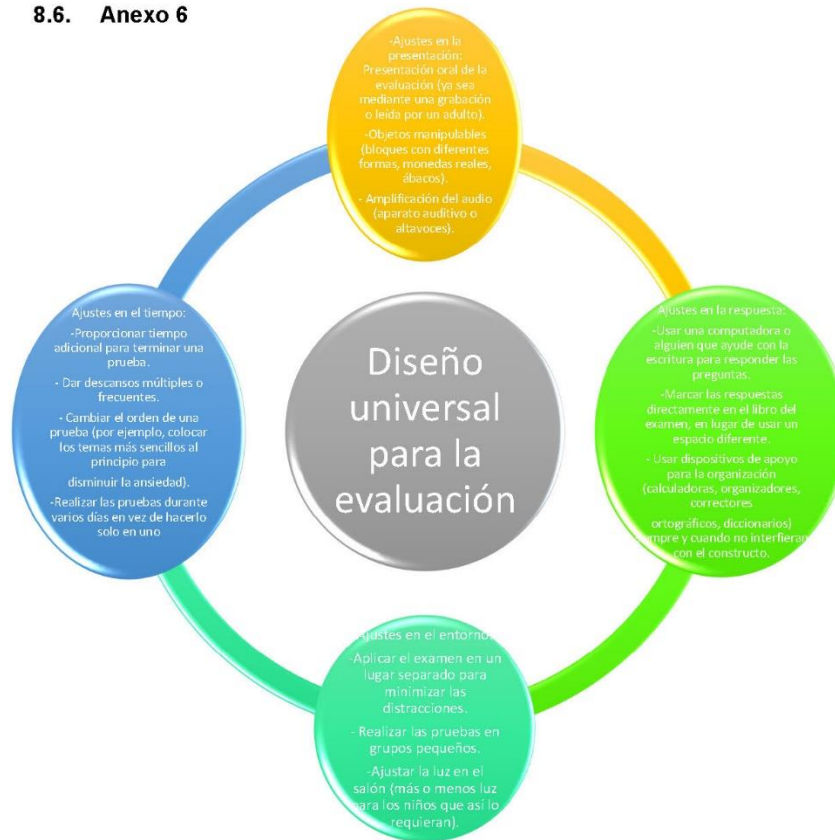 8.6. Anexo 6
-Ajustes en la
presentación:
Presentación oral de la
evaluación (ya sea
mediante una grabación
o leída por un adulto).
-Objetos manipulables
(bloques con diferentes
formas, monedas reales,
ábacos).
- Amplificación del audio
(aparato auditivo o
altavoces).
Ajustes en la respuesta:
-Usar una computadora o
alguien que ayude con la
escritura para responder las
preguntas.
-Marcar las respuestas
directamente en el libro del
examen, en lugar de usar un
espacio diferente.
- Usar dispositivos de apoyo
para la organización
(calculadoras, organizadores,
correctores
ortográficos, diccionarios)
siempre y cuando no interfieran
con el constructo.
Ajustes en el entorno:
-Aplicar el examen en un
lugar separado para
minimizar las
distracciones.
- Realizar las pruebas en
grupos pequeños.
-Ajustar la luz en el
salón (más o menos luz
para los niños que así lo
requieran).
Ajustes en el tiempo:
-Proporcionar tiempo
adicional para terminar una
prueba.
- Dar descansos múltiples o
frecuentes.
- Cambiar el orden de una
prueba (por ejemplo, colocar
los temas más sencillos al
principio para
disminuir la ansiedad).
-Realizar las pruebas durante
varios días en vez de hacerlo
solo en uno
Diseño
universal
para la
evaluación